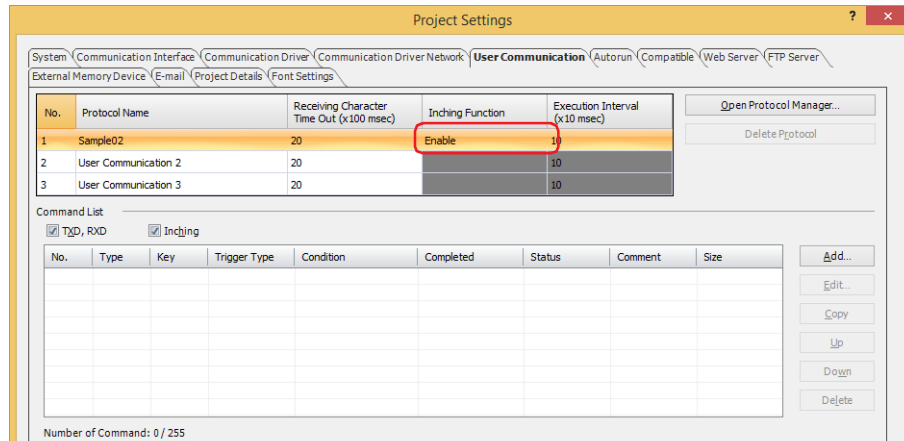 Project Settings
? ×
System Communication Interface Communication Driver Communication Driver Network User Communication Autorun Compatible Web Server FTP Server
External Memory Device E-mail Project Details Font Settings
No. Protocol Name Receiving Character Time Out (x100 msec) Inching Function Execution Interval (x10 msec)
1 Sample02 20 Enable 10
2 User Communication 2 20 10
3 User Communication 3 20 10
Open Protocol Manager...
Delete Protocol
Command List
TXD, RXD Inching
No. Type Key Trigger Type Condition Completed Status Comment Size
Add...
Edit...
Copy
Up
Down
Delete
Number of Command: 0 / 255